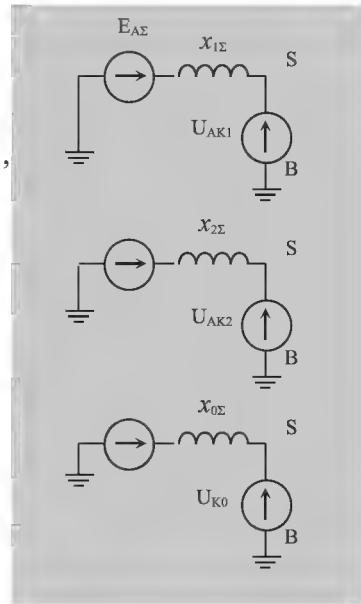 E_AΣ
x_1Σ
S
U_AK1
B
,
x_2Σ
S
U_AK2
B
x_0Σ
S
U_K0
B